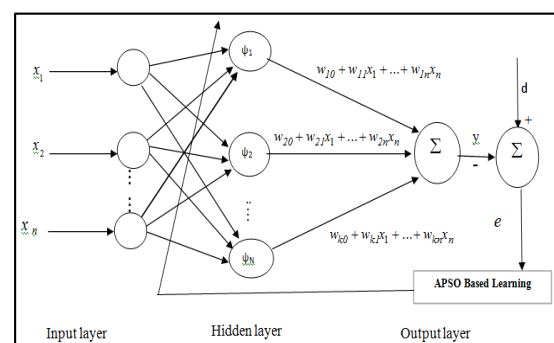 x1
x2
xn
ψ1
ψ2
ψN
w10 + w11x1 + ... + w1nxn
w20 + w21x1 + ... + w2nxn
wk0 + wk1x1 + ... + wknxn
Σ
y
-
d
+
Σ
e
APSO Based Learning
Input layer
Hidden layer
Output layer